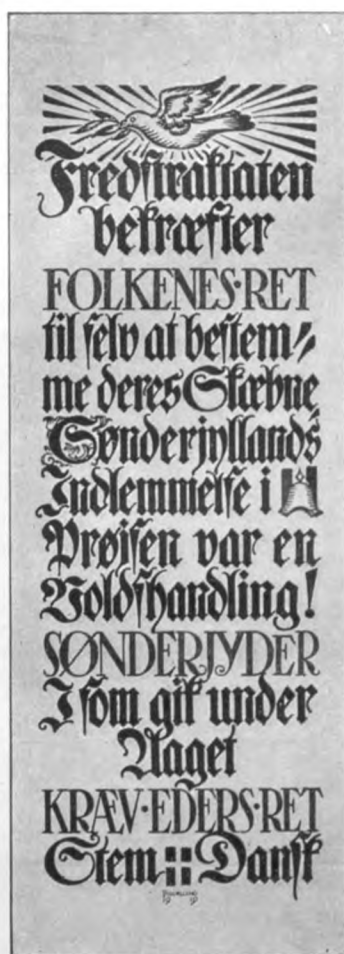 Fredstraktaten
bekræfter
FOLKENES·RET
til selv at bestem⸗
me deres Skæbne
Sønderjyllands
Indlemmelse i
Prøjsen var en
Voldshandling!
SØNDERJYDER
I som gik under
Aaget
KRÆV·EDERS·RET
Stem Dansk